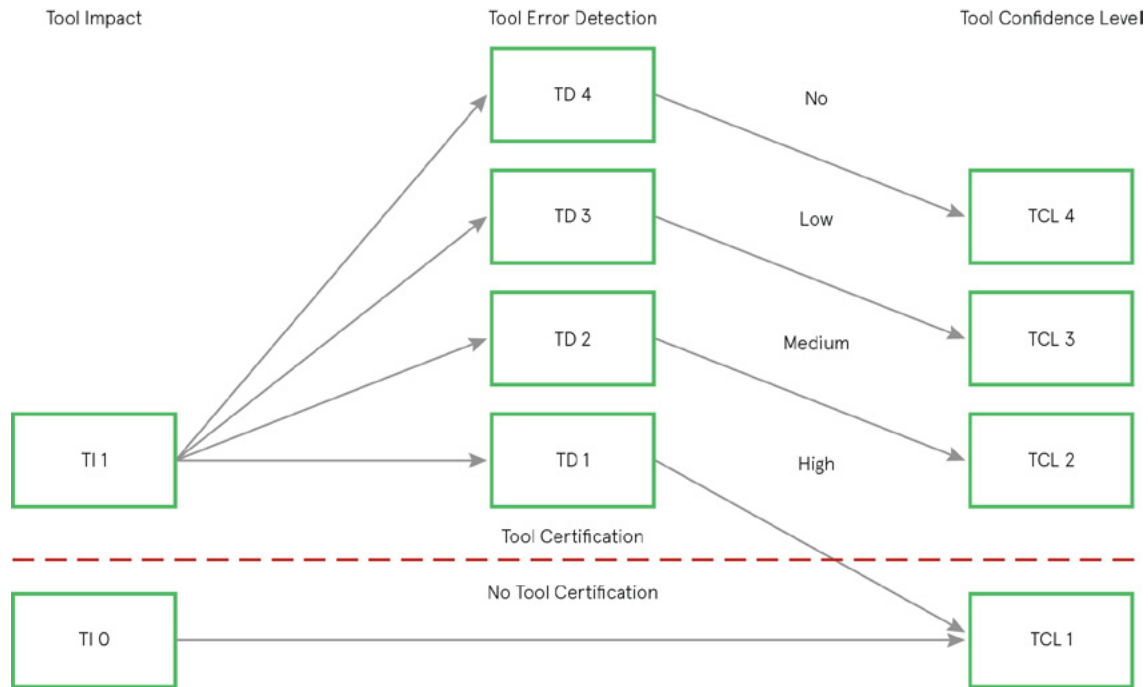 Tool Impact
Tool Error Detection
Tool Confidence Level
TD 4
No
TD 3
Low
TCL 4
TD 2
Medium
TCL 3
TI 1
TD 1
High
TCL 2
Tool Certification
No Tool Certification
TI 0
TCL 1